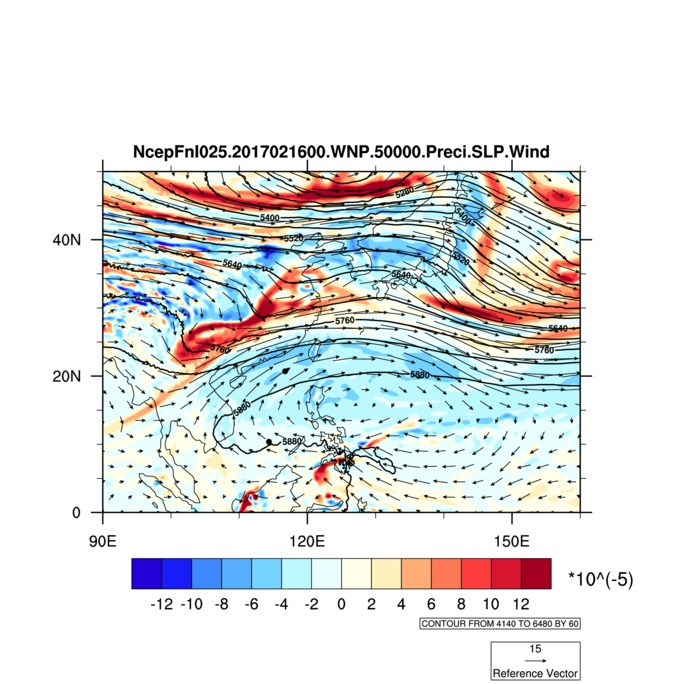 NcepFnl025.2017021600.WNP.50000.Preci.SLP.Wind
5280
5400
5400
5520
5520
40N
5640
5640
5760
5640
5760
5760
20N
5880
5880
5880
0
90E 120E 150E
-12 -10 -8 -6 -4 -2 0 2 4 6 8 10 12
*10^(-5)
CONTOUR FROM 4140 TO 6480 BY 60
15
Reference Vector